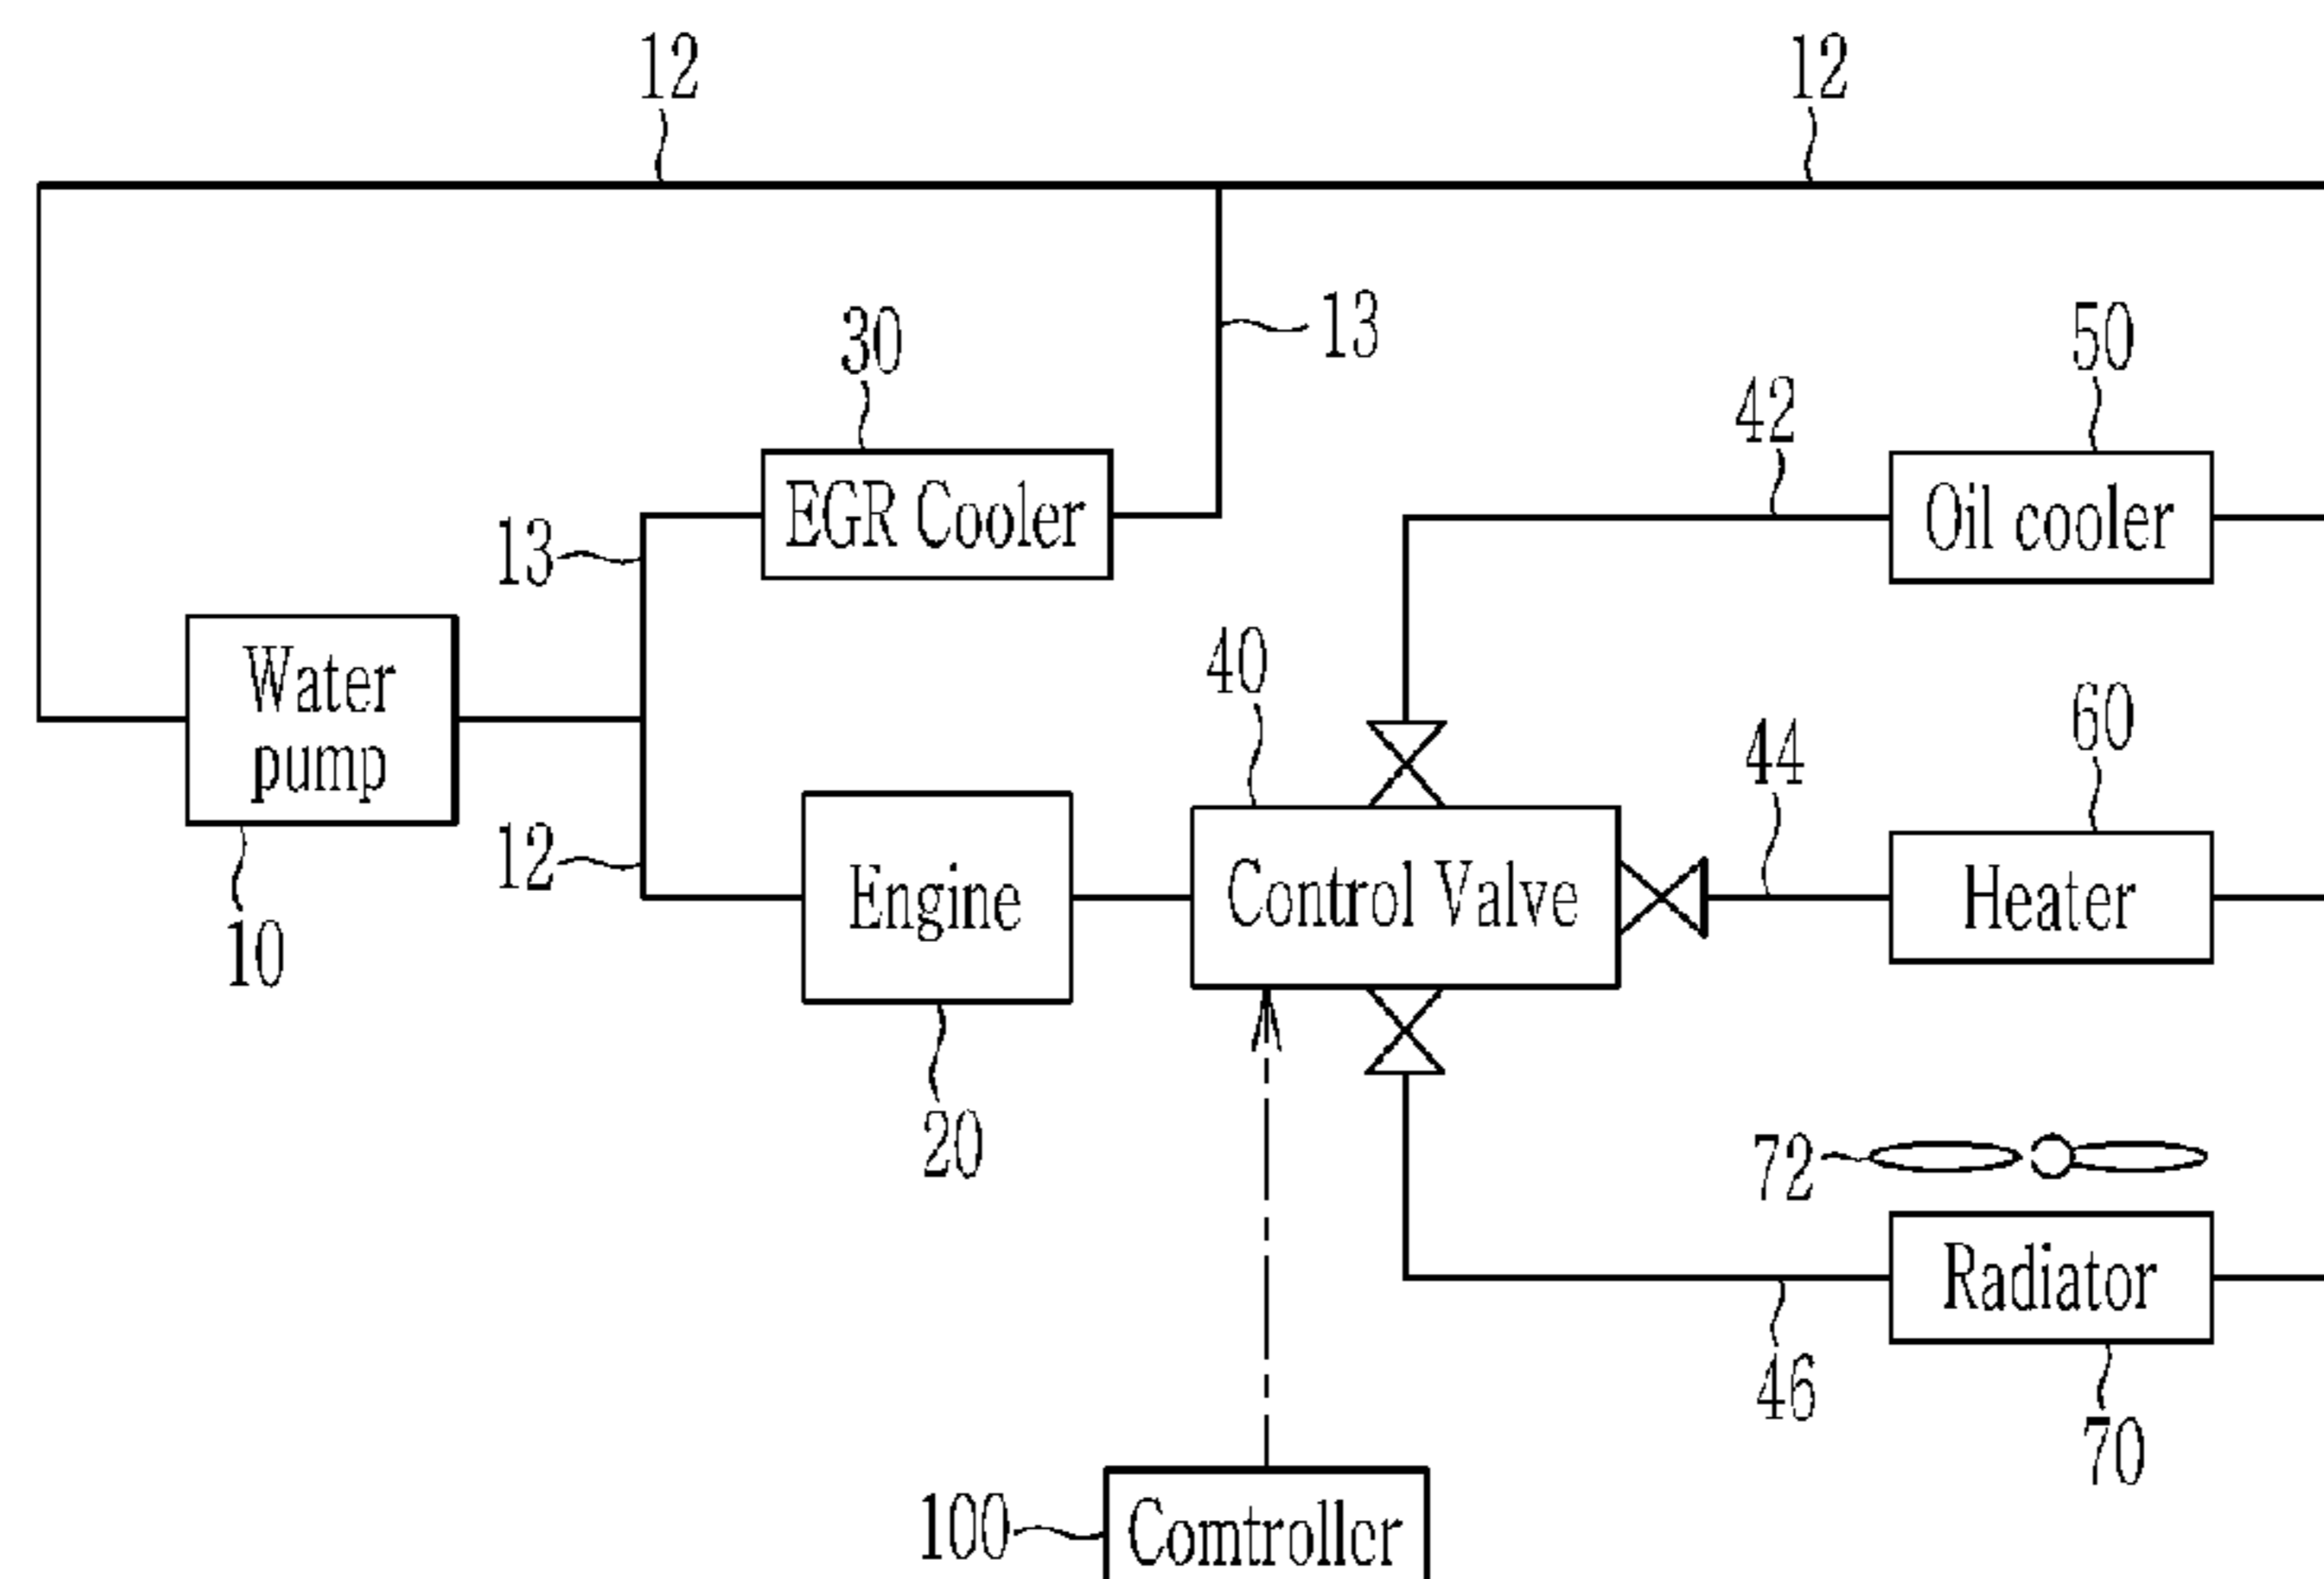 12
12
13
30
50
42
EGR Cooler
Oil cooler
13
Water
pump
40
60
44
12
Engine
Control Valve
Heater
10
20
72
Radiator
46
70
100
Comtroller